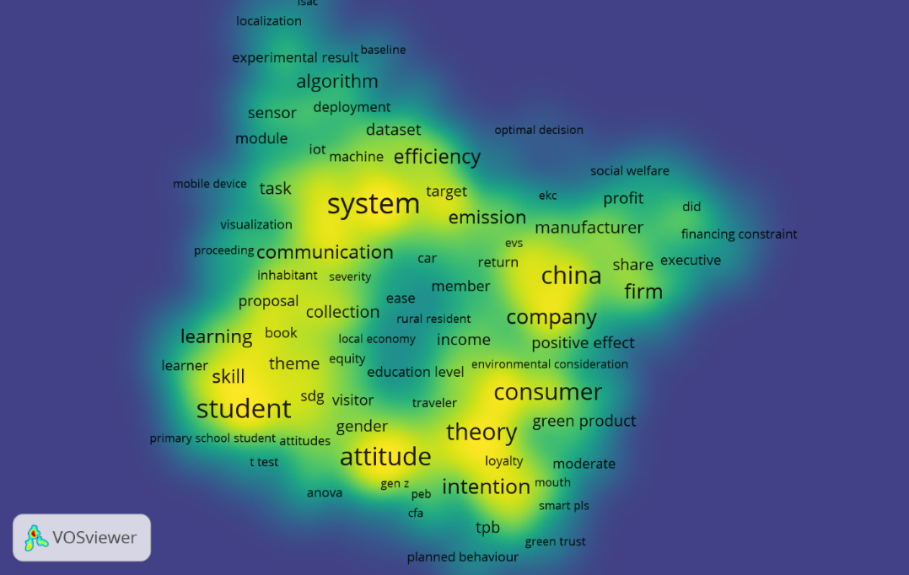 isac
localization
baseline
experimental result
algorithm
deployment
sensor
dataset
optimal decision
module
iot
machine
efficiency
social welfare
mobile device
task
target
ekc
profit
system
did
emission
visualization
manufacturer
financing constraint
evs
proceeding
communication
car
return
share
executive
inhabitant
severity
china
member
firm
proposal
ease
collection
rural resident
company
learning
book
local economy
income
positive effect
learner
theme
equity
environmental consideration
skill
education level
consumer
sdg
visitor
traveler
student
green product
gender
theory
primary school student
attitudes
attitude
t test
loyalty
moderate
gen z
intention
mouth
anova
peb
smart pls
cfa
tpb
VOSviewer
green trust
planned behaviour